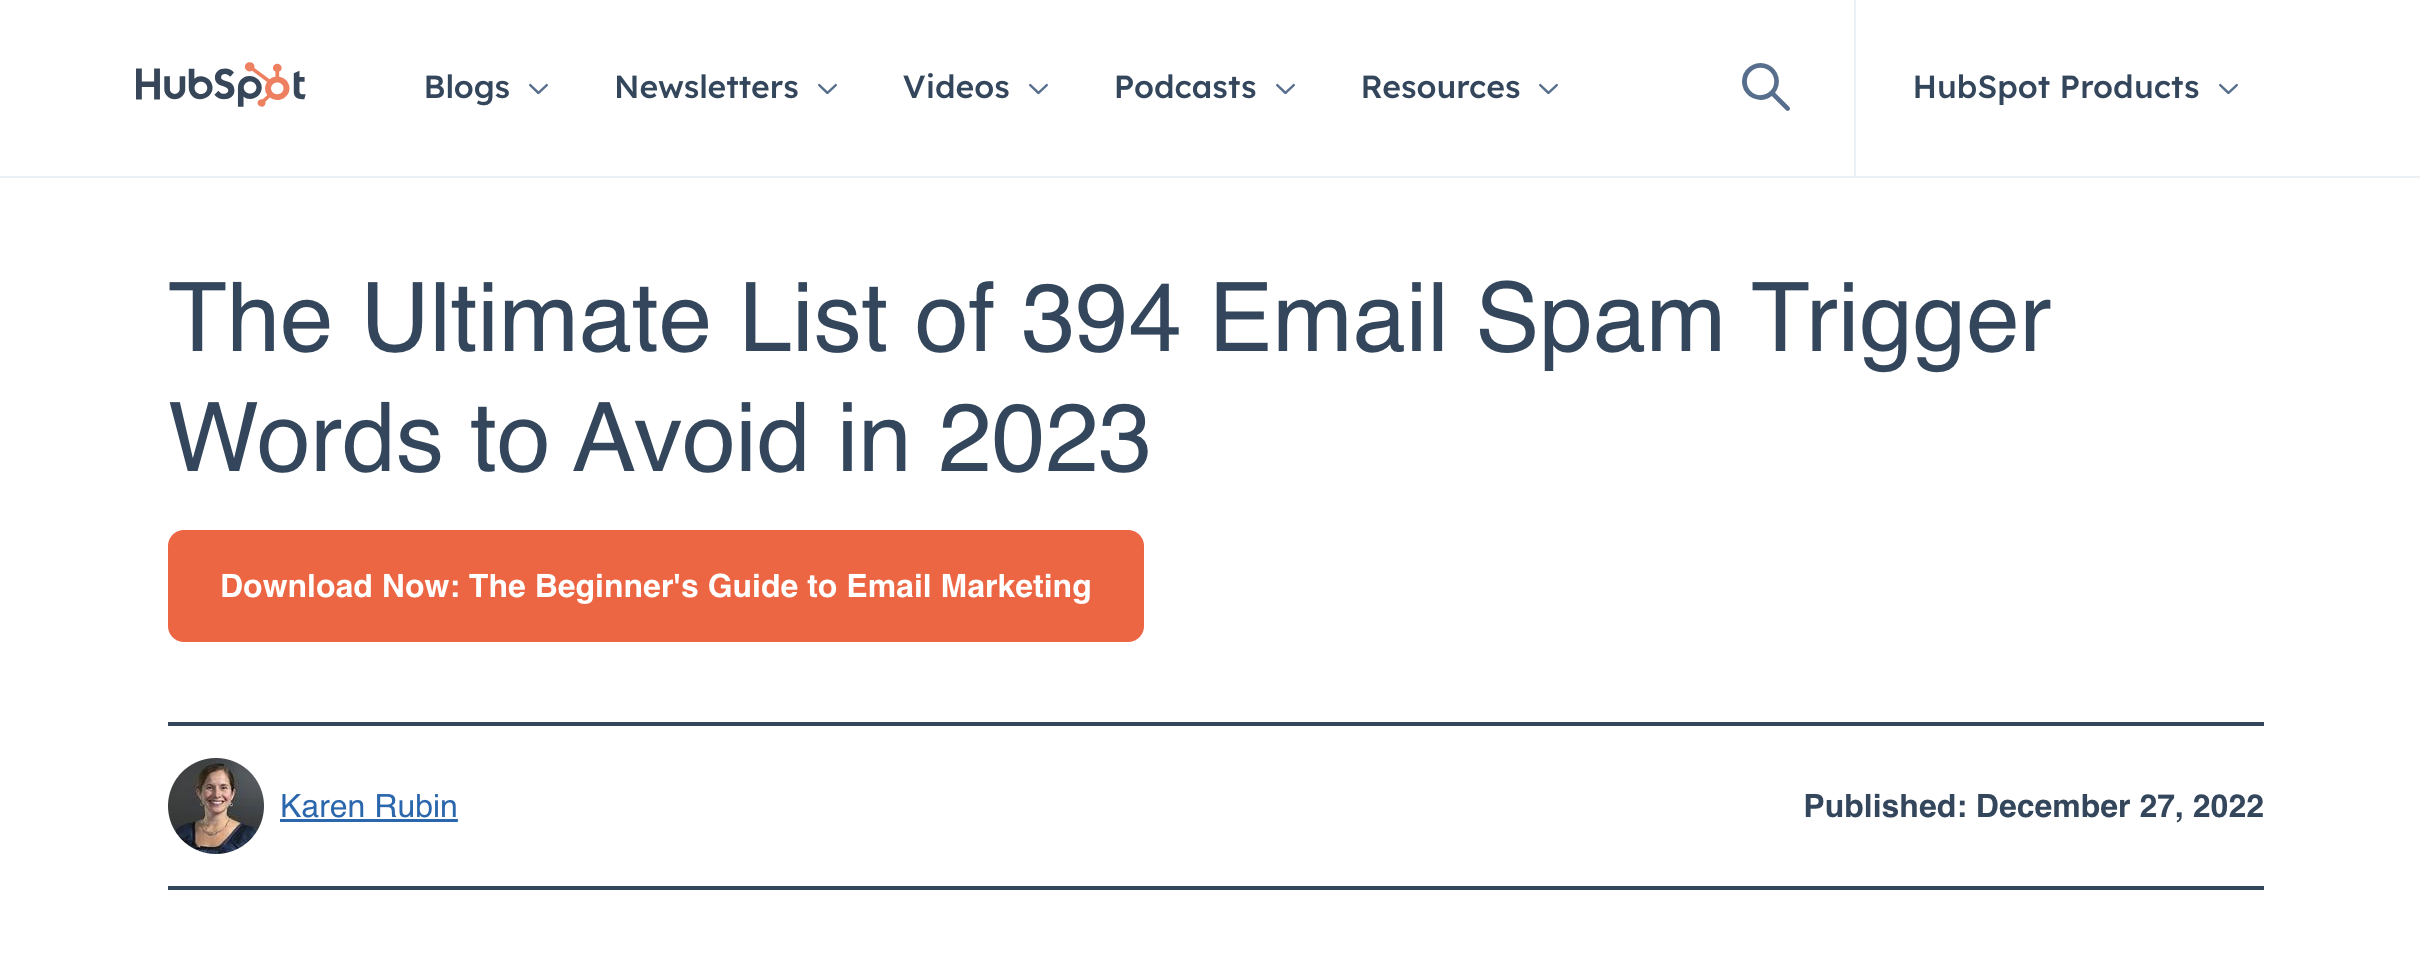 HubSpot Blogs Newsletters Videos Podcasts Resources HubSpot Products
The Ultimate List of 394 Email Spam Trigger
Words to Avoid in 2023
Download Now: The Beginner's Guide to Email Marketing
Karen Rubin Published: December 27, 2022